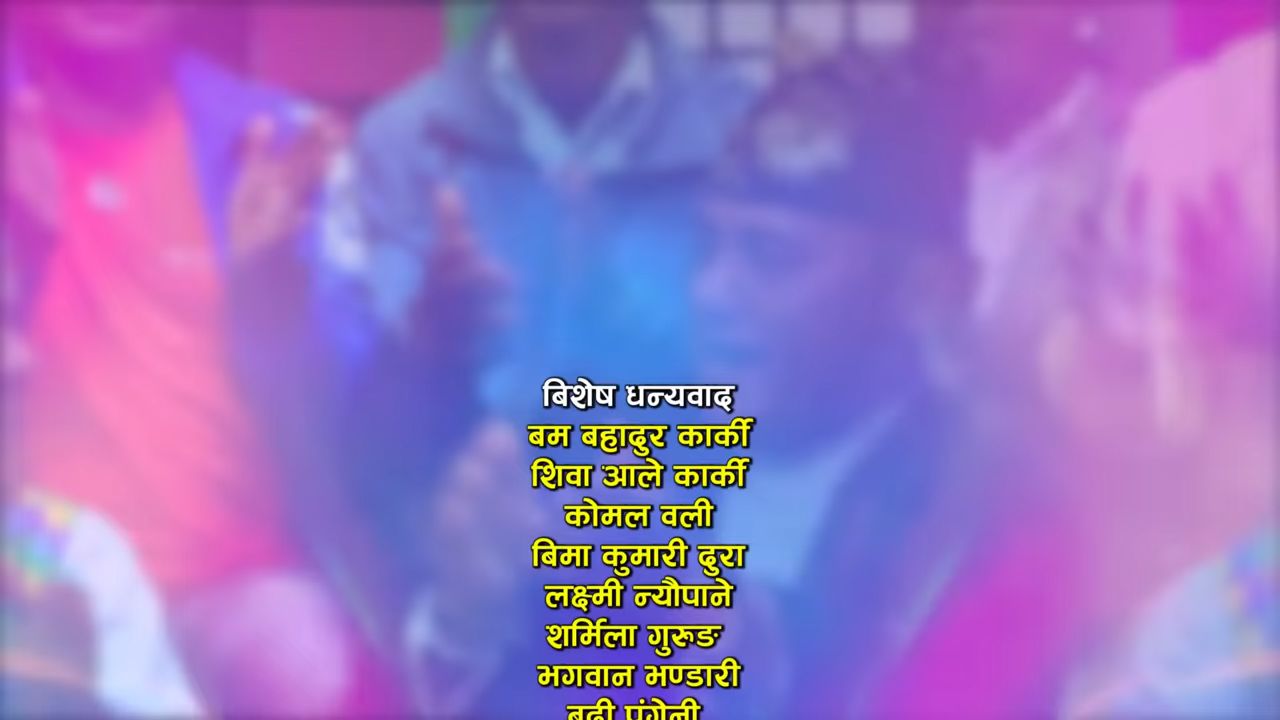 बिशेष धन्यवाद
बम बहादुर कार्की
शिवा आले कार्की
कोमल वली
बिमा कुमारी दुरा
लक्ष्मी न्यौपाने
शर्मिला गुरूङ
भगवान भण्डारी